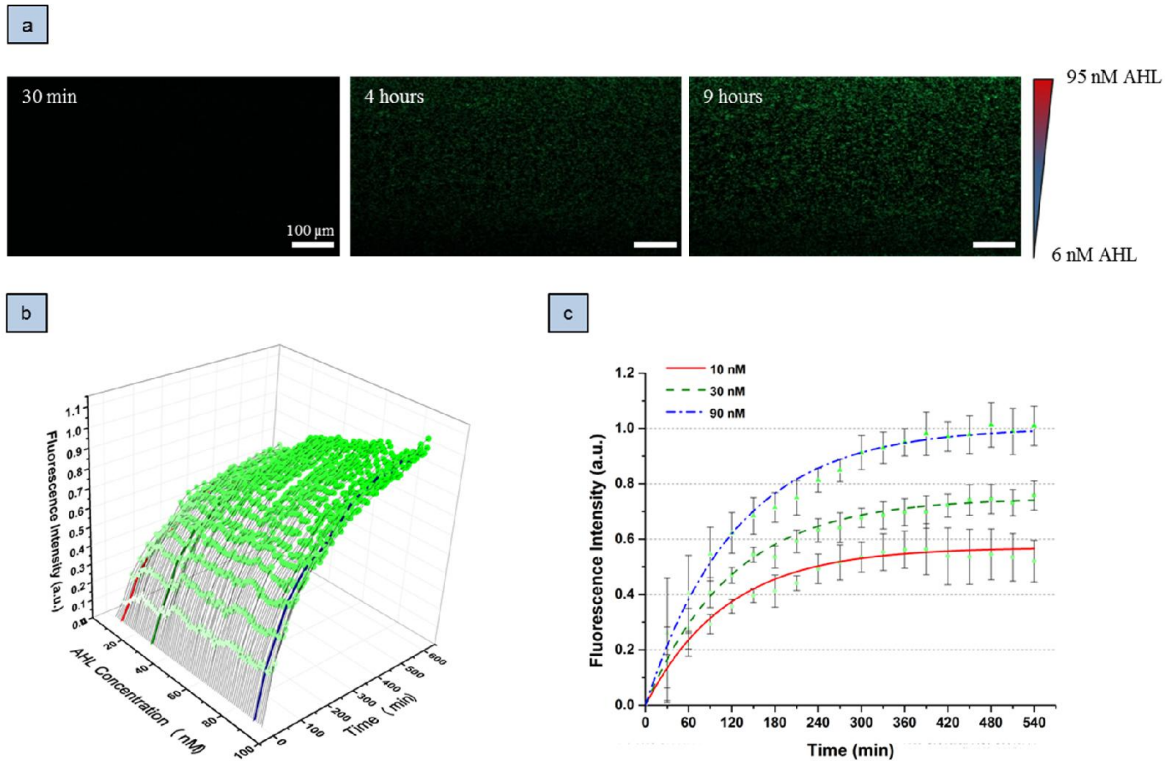 a
30 min
4 hours
9 hours
95 nM AHL
100 µm
6 nM AHL
b
c
1.1
1.0
0.9
0.8
0.7
0.6
0.5
0.4
0.3
0.2
0.1
Fluorescence Intensity (a.u.)
20
40
60
80
100
AHL Concentration ( nM)
0
100
200
300
400
500
600
Time (min)
10 nM
30 nM
90 nM
1.2
1.0
0.8
0.6
0.4
0.2
0.0
Fluorescence Intensity (a.u.)
0 60 120 180 240 300 360 420 480 540
Time (min)